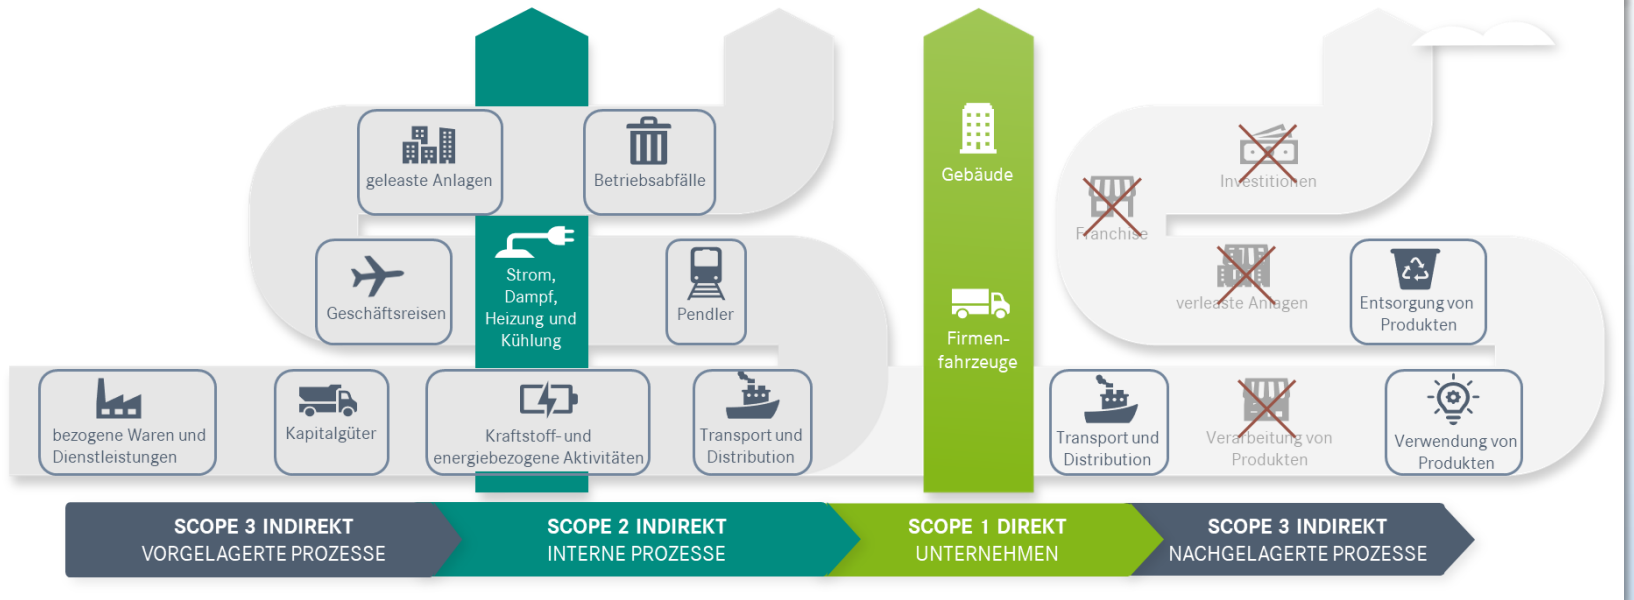 geleaste Anlagen
Betriebsabfälle
Gebäude
Investitionen
Franchise
Geschäftsreisen
Strom,
Dampf,
Heizung und
Kühlung
Pendler
Firmen-
fahrzeuge
verleaste Anlagen
Entsorgung von
Produkten
bezogene Waren und
Dienstleistungen
Kapitalgüter
Kraftstoff- und
energiebezogene Aktivitäten
Transport und
Distribution
Transport und
Distribution
Verarbeitung von
Produkten
Verwendung von
Produkten
SCOPE 3 INDIREKT
VORGELAGERTE PROZESSE
SCOPE 2 INDIREKT
INTERNE PROZESSE
SCOPE 1 DIREKT
UNTERNEHMEN
SCOPE 3 INDIREKT
NACHGELAGERTE PROZESSE